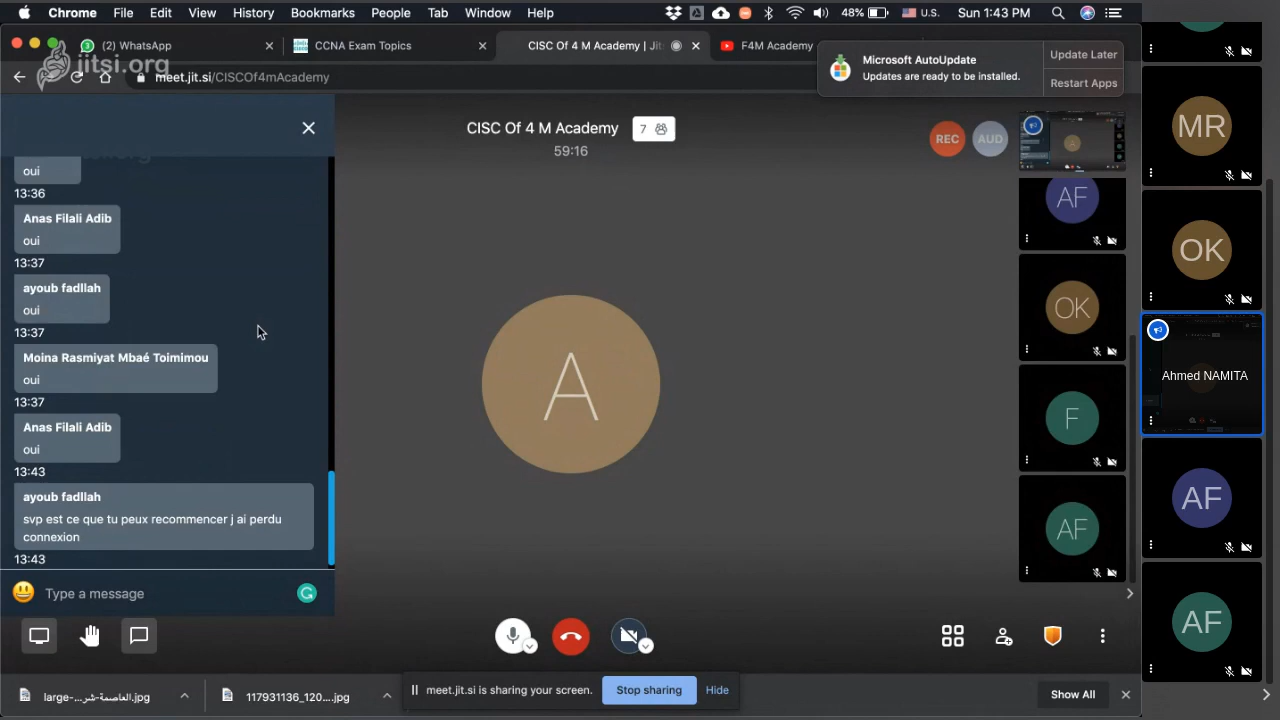 Chrome File Edit View History Bookmarks People Tab Window Help
48% U.S. Sun 1:43 PM
3 (2) WhatsApp
CISCO
CCNA Exam Topics
CISC Of 4 M Academy | Jit
F4M Academy
jitsi.org
meet.jit.si/CISCOf4mAcademy
Microsoft AutoUpdate
Updates are ready to be installed.
Update Later
Restart Apps
CISC Of 4 M Academy 7
59:16
REC
AUD
oui
13:36
Anas Filali Adib
oui
13:37
ayoub fadllah
oui
13:37
Moina Rasmiyat Mbaé Toimimou
oui
13:37
Anas Filali Adib
oui
13:43
ayoub fadllah
svp est ce que tu peux recommencer j ai perdu
connexion
13:43
Type a message
A
A
AF
OK
F
AF
MR
OK
Ahmed NAMITA
AF
AF
meet.jit.si is sharing your screen.
Stop sharing
Hide
large-...العاصمة-شر.jpg
117931136_120....jpg
Show All